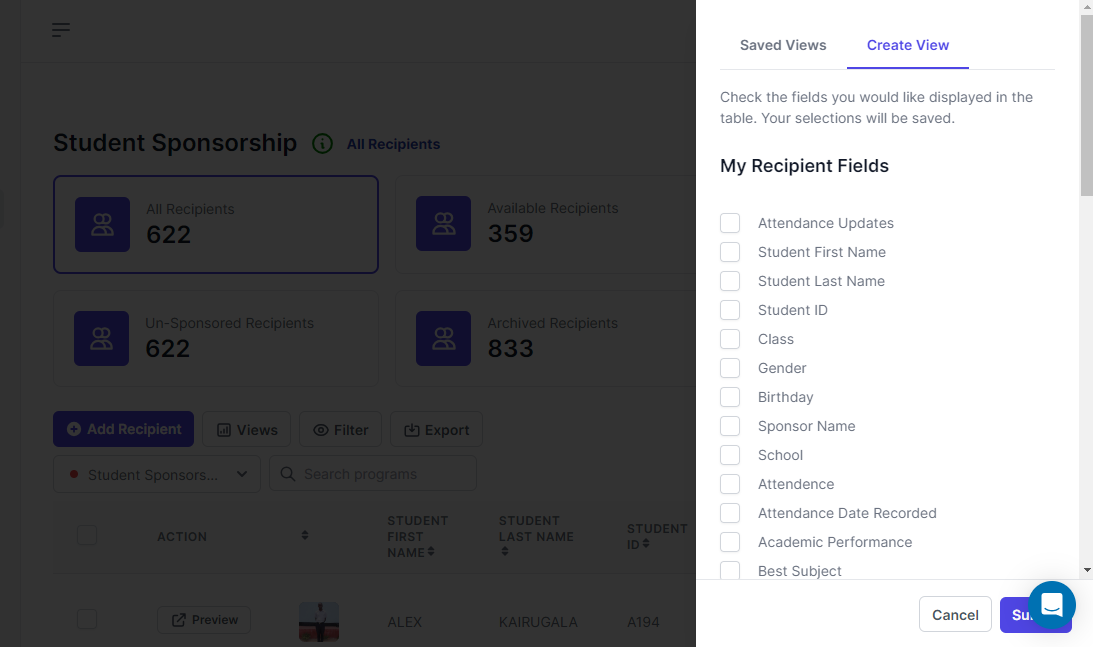 Saved Views
Create View
Check the fields you would like displayed in the
table. Your selections will be saved.
My Recipient Fields
Attendance Updates
Student First Name
Student Last Name
Student ID
Class
Gender
Birthday
Sponsor Name
School
Attendence
Attendance Date Recorded
Academic Performance
Best Subject
Cancel
Student Sponsorship
All Recipients
All Recipients
622
Available Recipients
359
Un-Sponsored Recipients
622
Archived Recipients
833
Add Recipient
Views
Filter
Export
Student Sponsors...
Search programs
ACTION
STUDENT
FIRST
NAME
STUDENT
LAST NAME
STUDENT
ID
Preview
ALEX
KAIRUGALA
A194